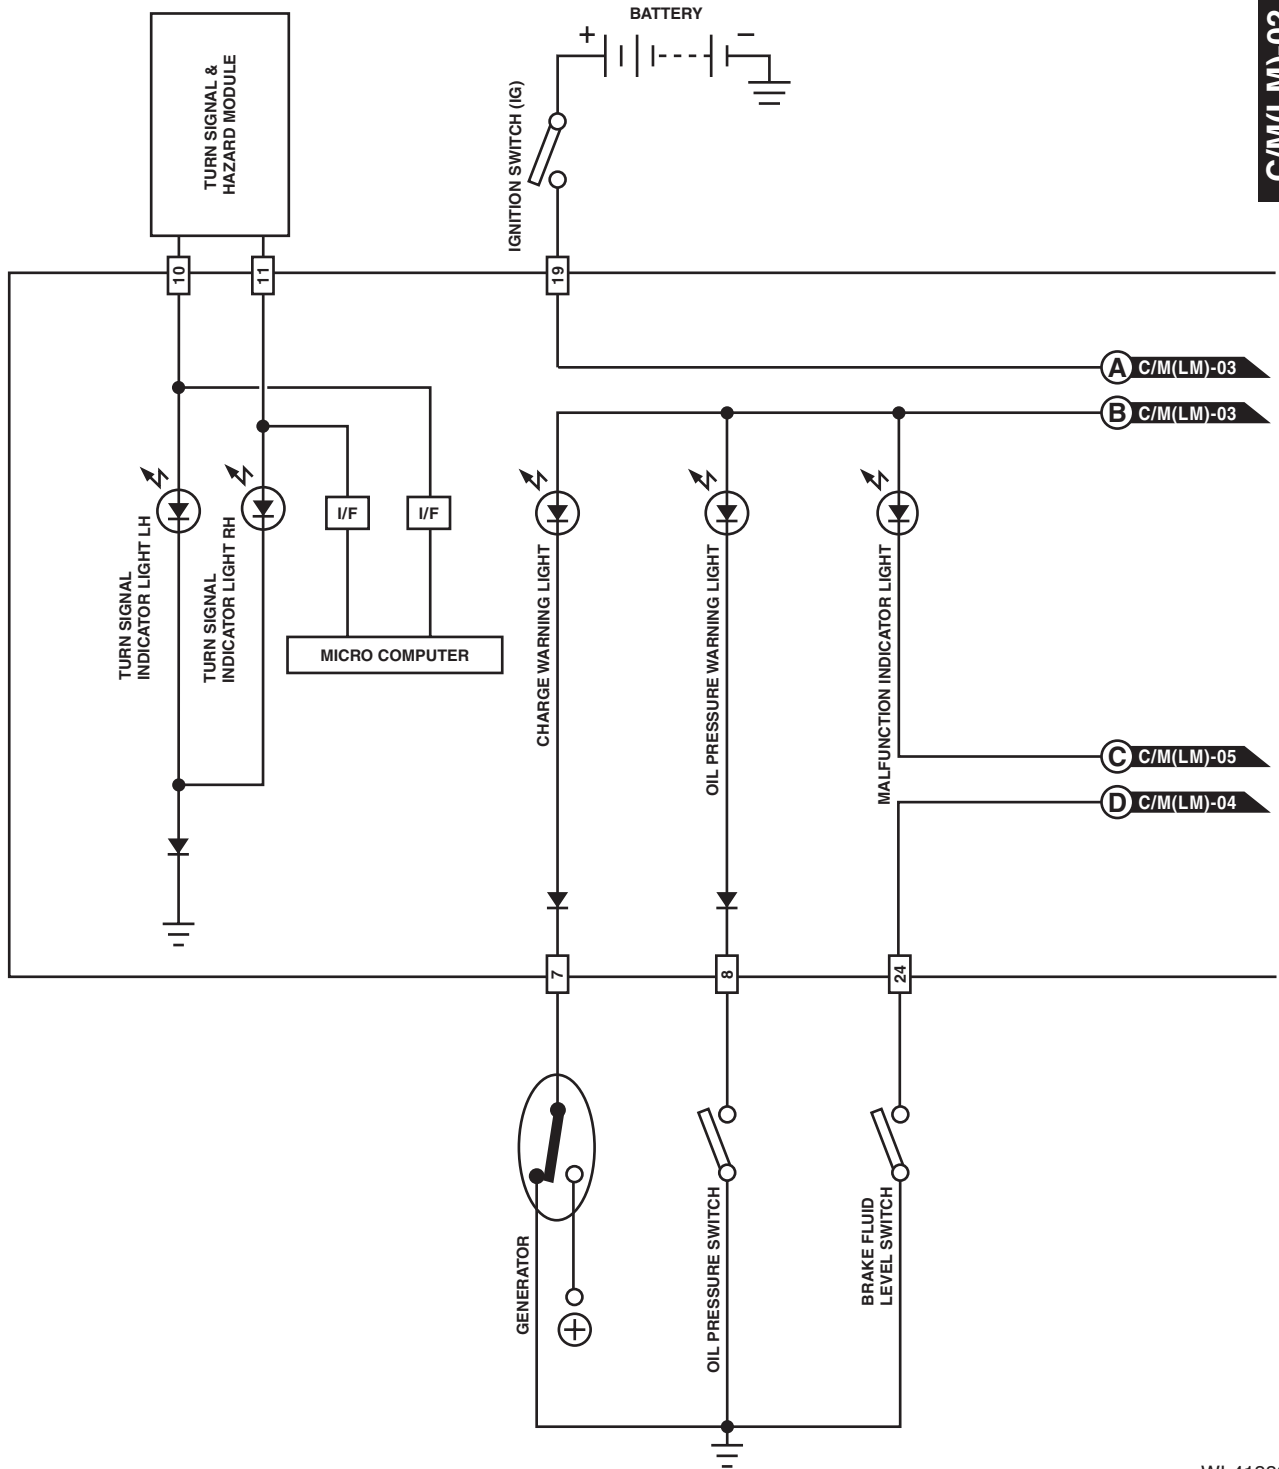 BATTERY
+
−
TURN SIGNAL &
HAZARD MODULE
IGNITION SWITCH (IG)
10
11
19
A C/M(LM)-03
B C/M(LM)-03
TURN SIGNAL
INDICATOR LIGHT LH
TURN SIGNAL
INDICATOR LIGHT RH
I/F
I/F
MICRO COMPUTER
CHARGE WARNING LIGHT
OIL PRESSURE WARNING LIGHT
MALFUNCTION INDICATOR LIGHT
C C/M(LM)-05
D C/M(LM)-04
7
8
24
GENERATOR
+
OIL PRESSURE SWITCH
BRAKE FLUID
LEVEL SWITCH